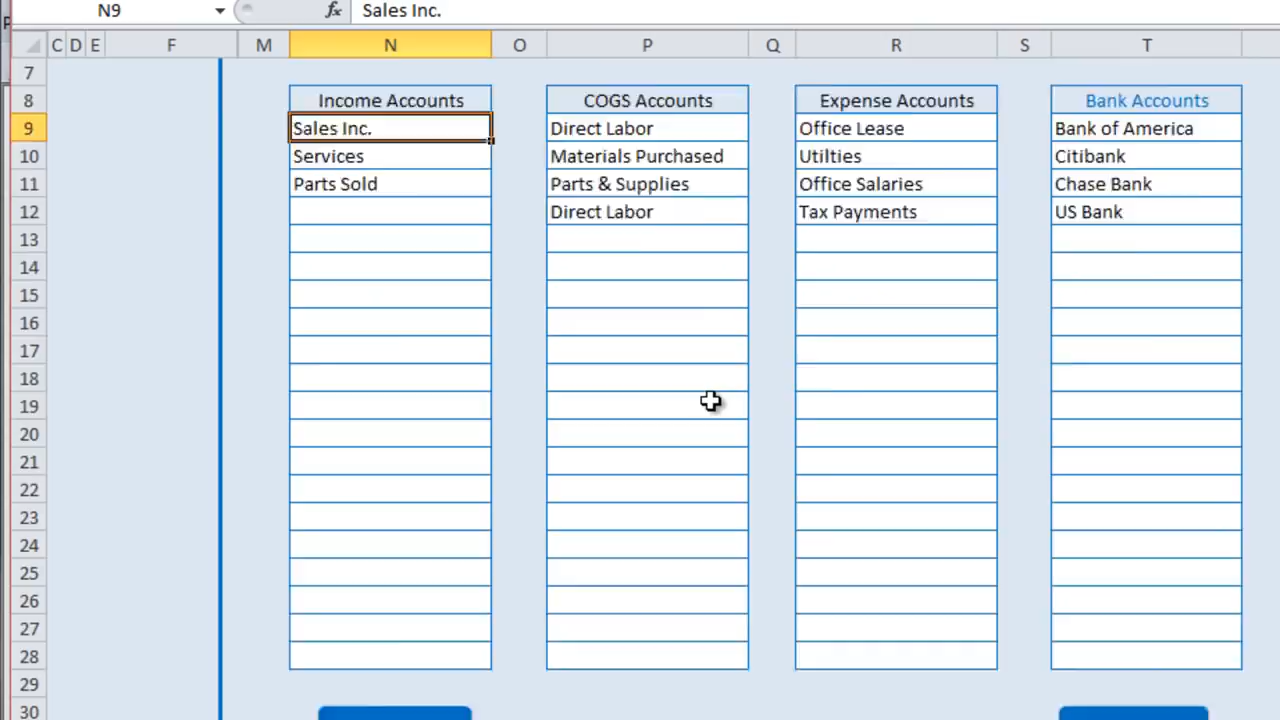 N9 fx Sales Inc.
C D E F M N O P Q R S T
7
8 Income Accounts COGS Accounts Expense Accounts Bank Accounts
9 Sales Inc. Direct Labor Office Lease Bank of America
10 Services Materials Purchased Utilties Citibank
11 Parts Sold Parts & Supplies Office Salaries Chase Bank
12 Direct Labor Tax Payments US Bank
13
14
15
16
17
18
19
20
21
22
23
24
25
26
27
28
29
30